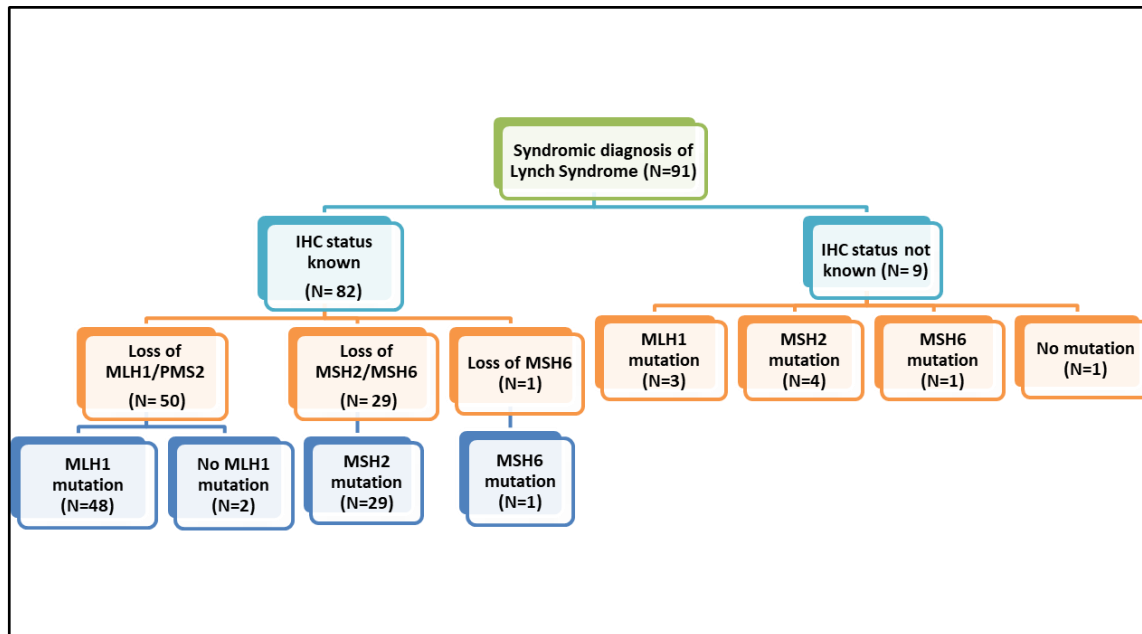 Syndromic diagnosis of
Lynch Syndrome (N=91)
IHC status
known
(N= 82)
IHC status not
known (N= 9)
Loss of
MLH1/PMS2
(N= 50)
Loss of
MSH2/MSH6
(N= 29)
Loss of MSH6
(N=1)
MLH1
mutation
(N=3)
MSH2
mutation
(N=4)
MSH6
mutation
(N=1)
No mutation
(N=1)
MLH1
mutation
(N=48)
No MLH1
mutation
(N=2)
MSH2
mutation
(N=29)
MSH6
mutation
(N=1)